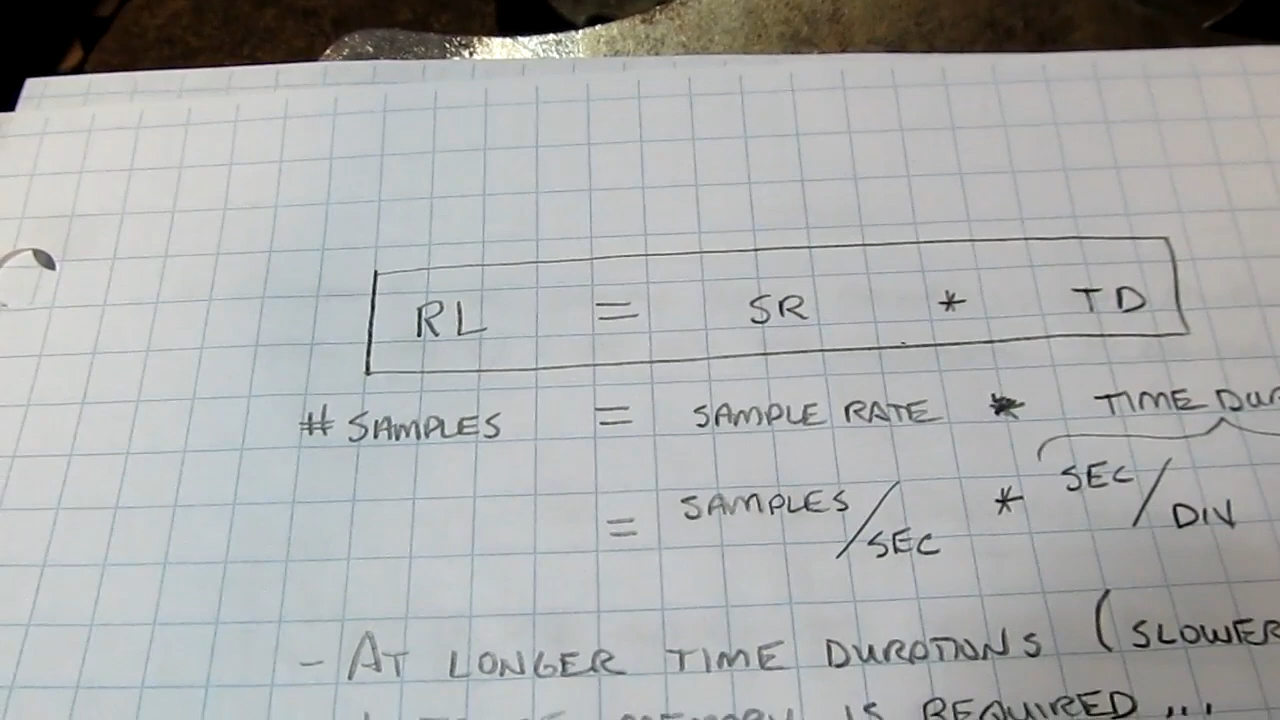 RL = SR * TD
# SAMPLES = SAMPLE RATE * TIME DUR
= SAMPLES/SEC * SEC/DIV
- AT LONGER TIME DURATIONS (SLOWER
IS REQUIRED...